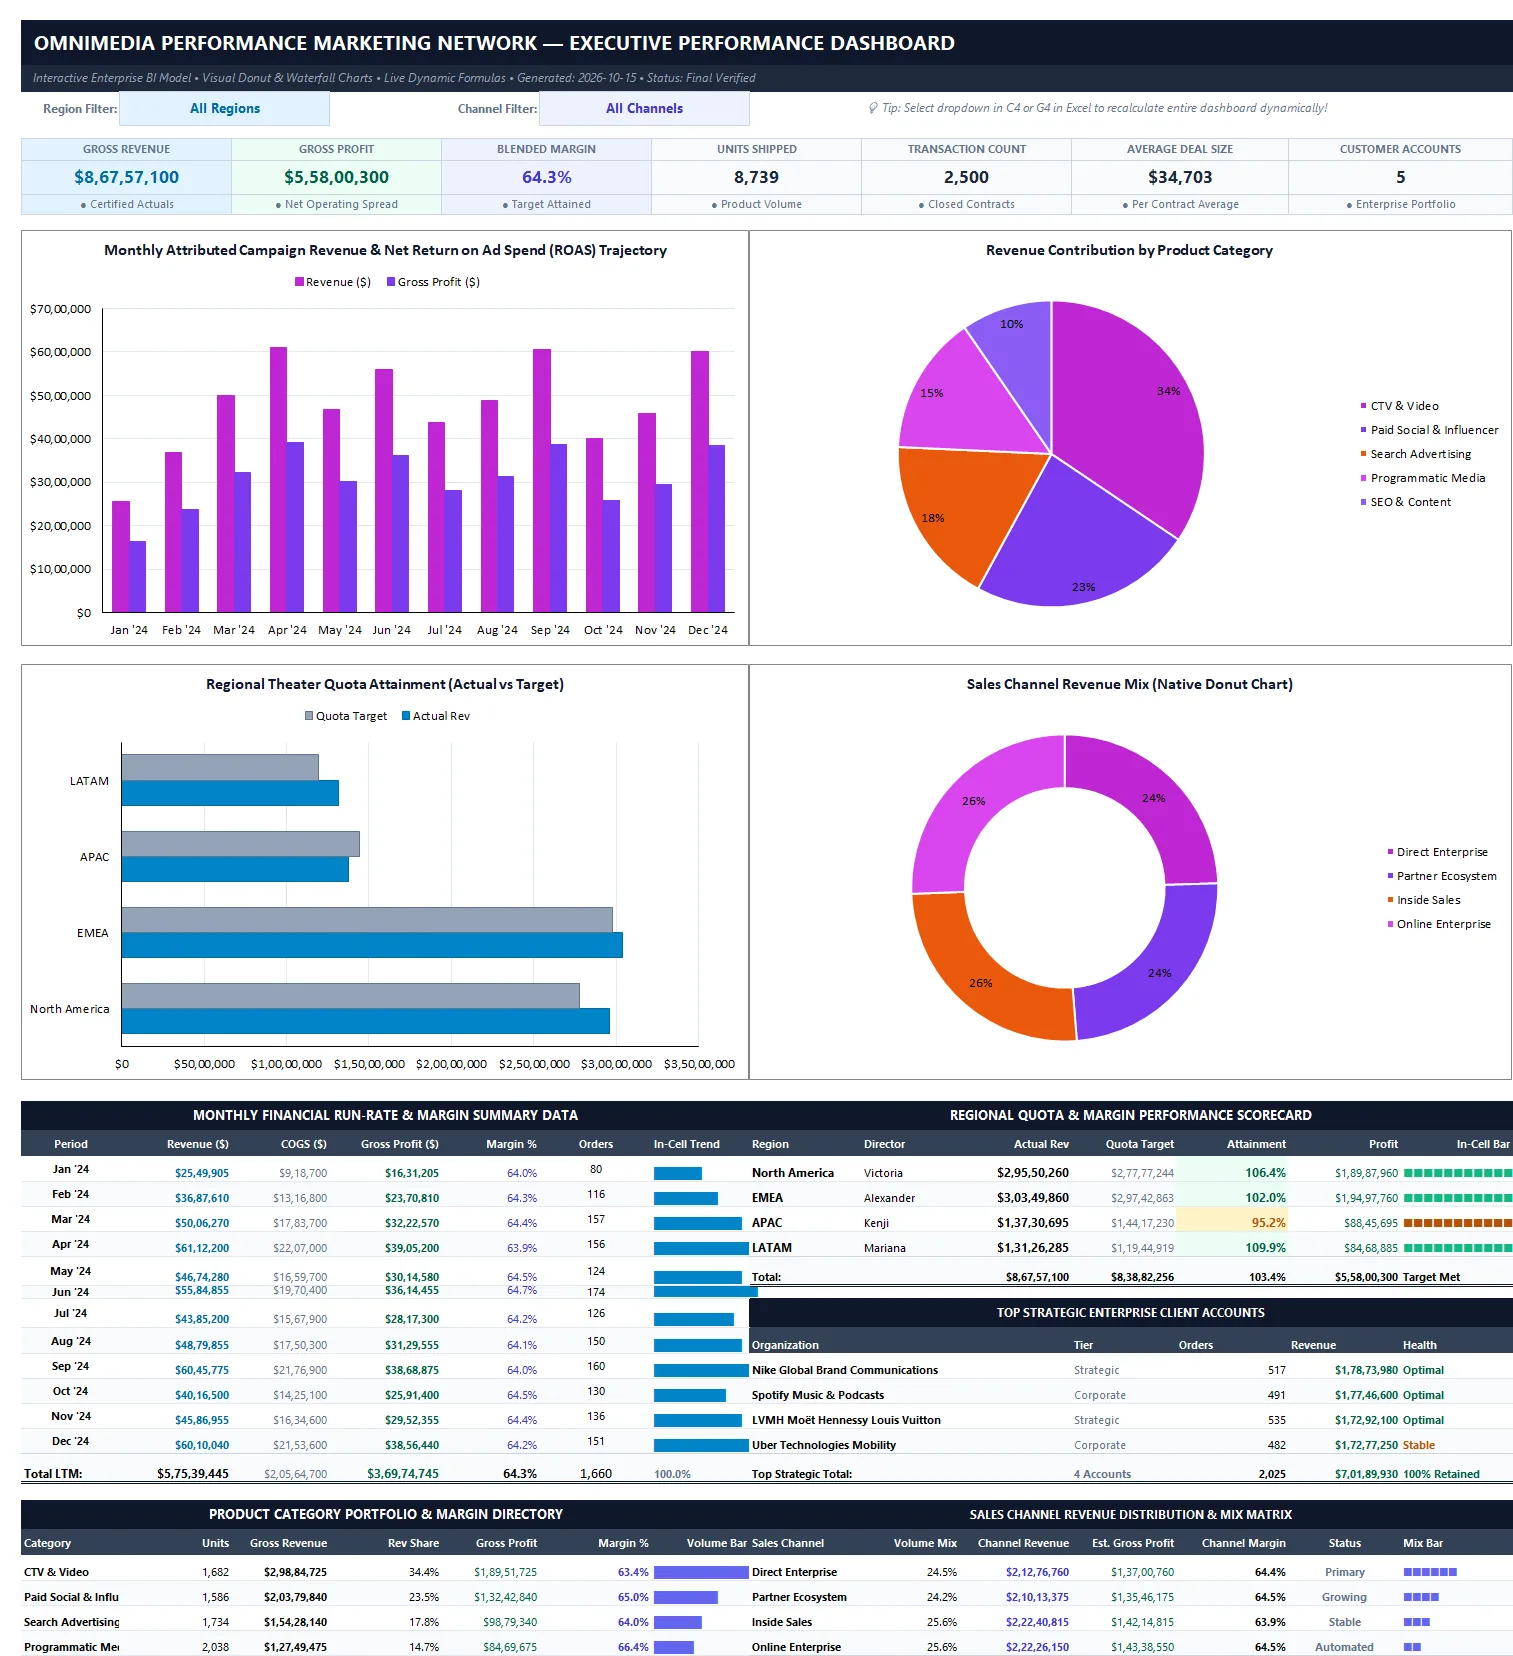 OMNIMEDIA PERFORMANCE MARKETING NETWORK — EXECUTIVE PERFORMANCE DASHBOARD
Interactive Enterprise BI Model • Visual Donut & Waterfall Charts • Live Dynamic Formulas • Generated: 2026-10-15 • Status: Final Verified
Region Filter: All Regions Channel Filter: All Channels 💡 Tip: Select dropdown in C4 or G4 in Excel to recalculate entire dashboard dynamically!
GROSS REVENUE GROSS PROFIT BLENDED MARGIN UNITS SHIPPED TRANSACTION COUNT AVERAGE DEAL SIZE CUSTOMER ACCOUNTS
$8,67,57,100 $5,58,00,300 64.3% 8,739 2,500 $34,703 5
● Certified Actuals ● Net Operating Spread ● Target Attained ● Product Volume ● Closed Contracts ● Per Contract Average ● Enterprise Portfolio
Monthly Attributed Campaign Revenue & Net Return on Ad Spend (ROAS) Trajectory
Revenue ($) Gross Profit ($)
$70,00,000
$60,00,000
$50,00,000
$40,00,000
$30,00,000
$20,00,000
$10,00,000
$0
Jan '24 Feb '24 Mar '24 Apr '24 May '24 Jun '24 Jul '24 Aug '24 Sep '24 Oct '24 Nov '24 Dec '24
Revenue Contribution by Product Category
10%
34%
15%
18%
23%
CTV & Video
Paid Social & Influencer
Search Advertising
Programmatic Media
SEO & Content
Regional Theater Quota Attainment (Actual vs Target)
Quota Target Actual Rev
LATAM
APAC
EMEA
North America
$0 $50,00,000 $1,00,00,000 $1,50,00,000 $2,00,00,000 $2,50,00,000 $3,00,00,000 $3,50,00,000
Sales Channel Revenue Mix (Native Donut Chart)
26% 24%
26% 24%
Direct Enterprise
Partner Ecosystem
Inside Sales
Online Enterprise
MONTHLY FINANCIAL RUN-RATE & MARGIN SUMMARY DATA
Period Revenue ($) COGS ($) Gross Profit ($) Margin % Orders In-Cell Trend
Jan '24 $25,49,905 $9,18,700 $16,31,205 64.0% 80
Feb '24 $36,87,610 $13,16,800 $23,70,810 64.3% 116
Mar '24 $50,06,270 $17,83,700 $32,22,570 64.4% 157
Apr '24 $61,12,200 $22,07,000 $39,05,200 63.9% 156
May '24 $46,74,280 $16,59,700 $30,14,580 64.5% 124
Jun '24 $55,84,855 $19,70,400 $36,14,455 64.7% 174
Jul '24 $43,85,200 $15,67,900 $28,17,300 64.2% 126
Aug '24 $48,79,855 $17,50,300 $31,29,555 64.1% 150
Sep '24 $60,45,775 $21,76,900 $38,68,875 64.0% 160
Oct '24 $40,16,500 $14,25,100 $25,91,400 64.5% 130
Nov '24 $45,86,955 $16,34,600 $29,52,355 64.4% 136
Dec '24 $60,10,040 $21,53,600 $38,56,440 64.2% 151
Total LTM: $5,75,39,445 $2,05,64,700 $3,69,74,745 64.3% 1,660 100.0%
REGIONAL QUOTA & MARGIN PERFORMANCE SCORECARD
Region Director Actual Rev Quota Target Attainment Profit In-Cell Bar
North America Victoria $2,95,50,260 $2,77,77,244 106.4% $1,89,87,960
EMEA Alexander $3,03,49,860 $2,97,42,863 102.0% $1,94,97,760
APAC Kenji $1,37,30,695 $1,44,17,230 95.2% $88,45,695
LATAM Mariana $1,31,26,285 $1,19,44,919 109.9% $84,68,885
Total: $8,67,57,100 $8,38,82,256 103.4% $5,58,00,300 Target Met
TOP STRATEGIC ENTERPRISE CLIENT ACCOUNTS
Organization Tier Orders Revenue Health
Nike Global Brand Communications Strategic 517 $1,78,73,980 Optimal
Spotify Music & Podcasts Corporate 491 $1,77,46,600 Optimal
LVMH Moët Hennessy Louis Vuitton Strategic 535 $1,72,92,100 Optimal
Uber Technologies Mobility Corporate 482 $1,72,77,250 Stable
Top Strategic Total: 4 Accounts 2,025 $7,01,89,930 100% Retained
PRODUCT CATEGORY PORTFOLIO & MARGIN DIRECTORY
Category Units Gross Revenue Rev Share Gross Profit Margin % Volume Bar
CTV & Video 1,682 $2,98,84,725 34.4% $1,89,51,725 63.4%
Paid Social & Influ 1,586 $2,03,79,840 23.5% $1,32,42,840 65.0%
Search Advertising 1,734 $1,54,28,140 17.8% $98,79,340 64.0%
Programmatic Med 2,038 $1,27,49,475 14.7% $84,69,675 66.4%
SALES CHANNEL REVENUE DISTRIBUTION & MIX MATRIX
Sales Channel Volume Mix Channel Revenue Est. Gross Profit Channel Margin Status Mix Bar
Direct Enterprise 24.5% $2,12,76,760 $1,37,00,760 64.4% Primary
Partner Ecosystem 24.2% $2,10,13,375 $1,35,46,175 64.5% Growing
Inside Sales 25.6% $2,22,40,815 $1,42,14,815 63.9% Stable
Online Enterprise 25.6% $2,22,26,150 $1,43,38,550 64.5% Automated